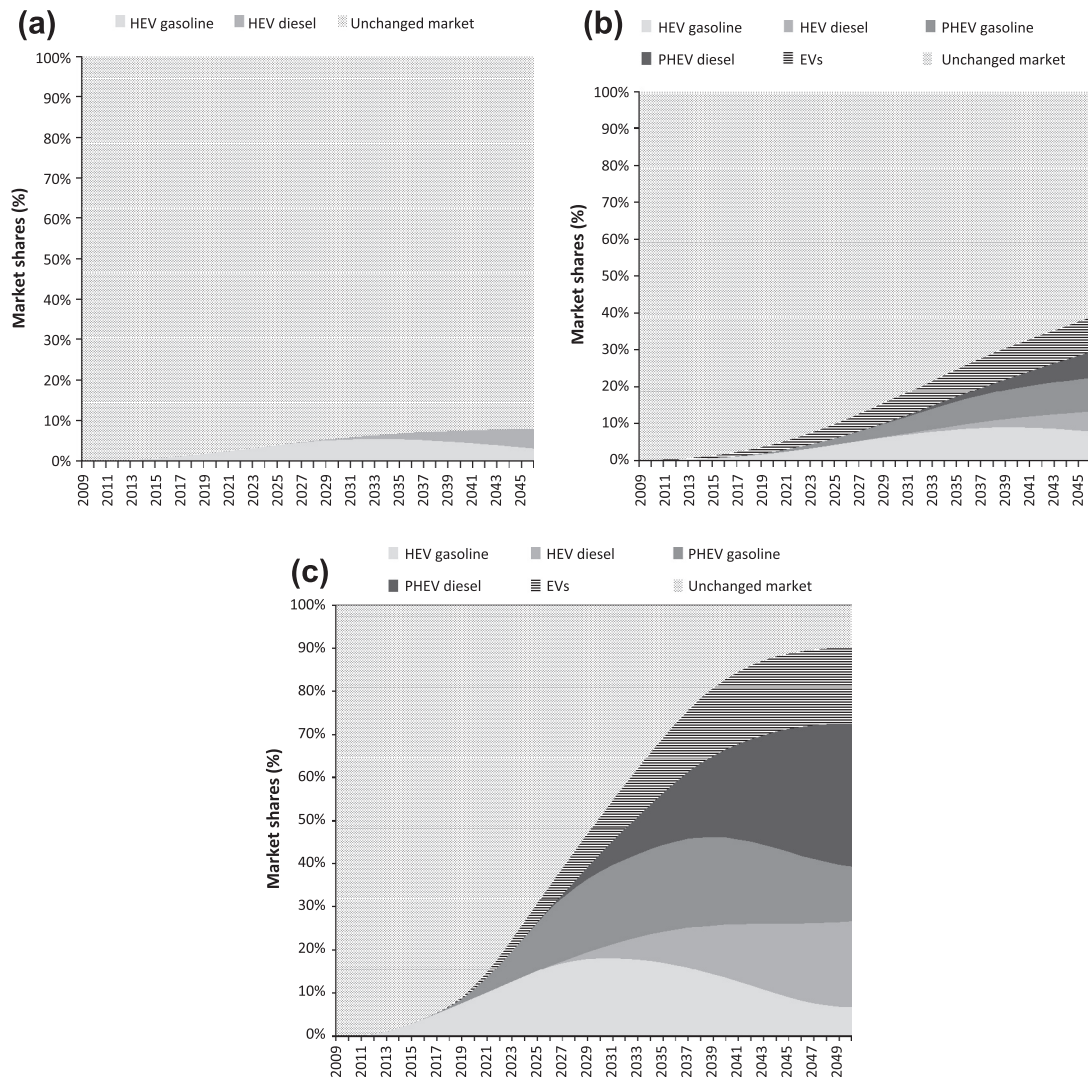 (a)
HEV gasoline HEV diesel Unchanged market
100%
90%
80%
70%
60%
50%
40%
30%
20%
10%
0%
Market shares (%)
2009 2011 2013 2015 2017 2019 2021 2023 2025 2027 2029 2031 2033 2035 2037 2039 2041 2043 2045
(b)
HEV gasoline HEV diesel PHEV gasoline
PHEV diesel EVs Unchanged market
100%
90%
80%
70%
60%
50%
40%
30%
20%
10%
0%
Market shares (%)
2009 2011 2013 2015 2017 2019 2021 2023 2025 2027 2029 2031 2033 2035 2037 2039 2041 2043 2045
(c)
HEV gasoline HEV diesel PHEV gasoline
PHEV diesel EVs Unchanged market
100%
90%
80%
70%
60%
50%
40%
30%
20%
10%
0%
Market shares (%)
2009 2011 2013 2015 2017 2019 2021 2023 2025 2027 2029 2031 2033 2035 2037 2039 2041 2043 2045 2047 2049